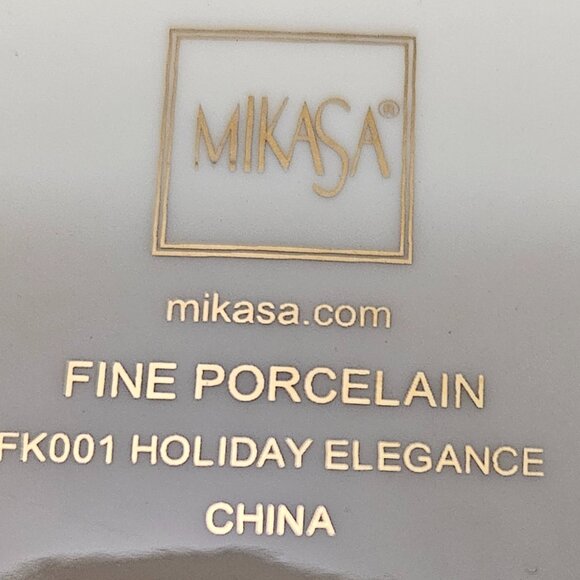 MIKASA®
mikasa.com
FINE PORCELAIN
FK001 HOLIDAY ELEGANCE
CHINA